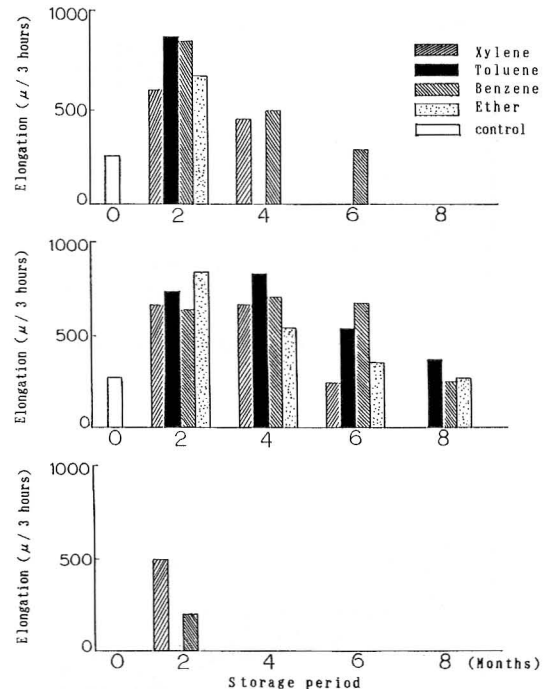 Elongation (μ/ 3 hours)
1000
500
0
0 2 4 6 8
Xylene
Toluene
Benzene
Ether
control
Elongation (μ/ 3 hours)
1000
500
0
0 2 4 6 8
Elongation (μ/ 3 hours)
1000
500
0
0 2 4 6 8 (Months)
Storage period